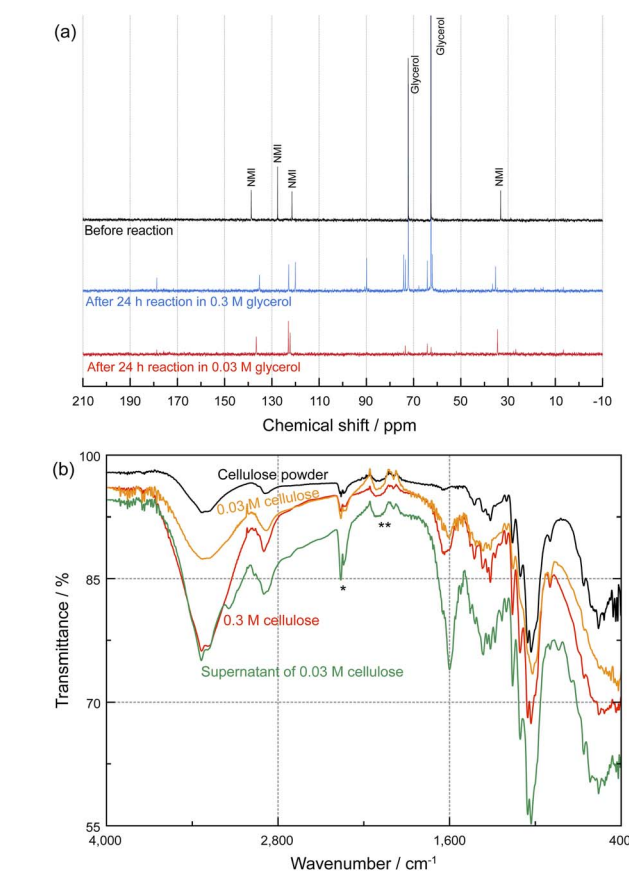 (a)
Glycerol
Glycerol
NMI
NMI
NMI
NMI
Before reaction
After 24 h reaction in 0.3 M glycerol
After 24 h reaction in 0.03 M glycerol
210 190 170 150 130 110 90 70 50 30 10 -10
Chemical shift / ppm
(b)
100
Cellulose powder
0.03 M cellulose
**
85
*
0.3 M cellulose
Supernatant of 0.03 M cellulose
Transmittance / %
70
55
4,000 2,800 1,600 400
Wavenumber / cm-1